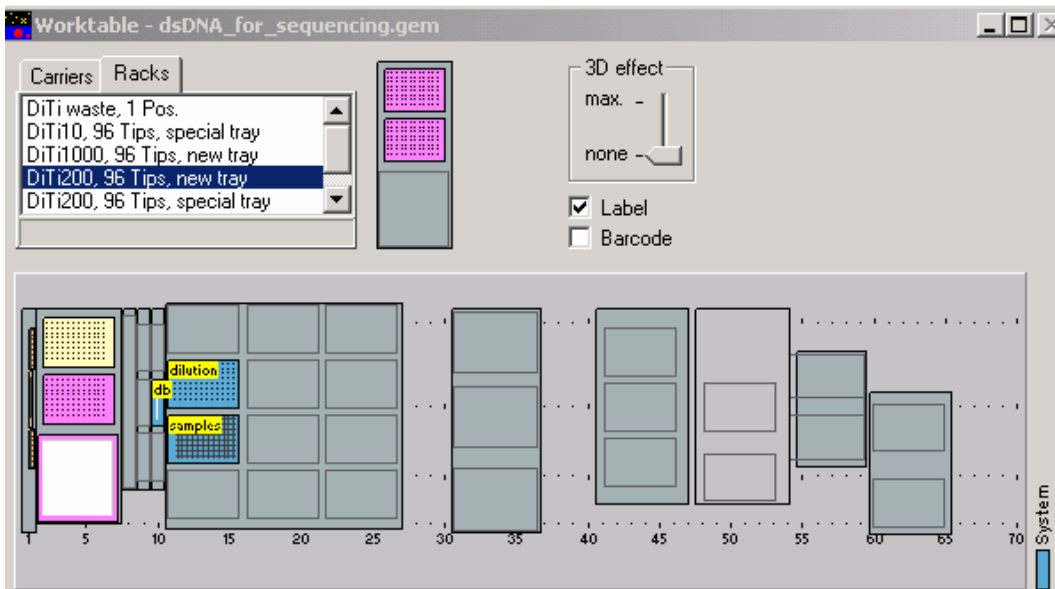 Worktable - dsDNA_for_sequencing.gem
Carriers Racks
DiTi waste, 1 Pos.
DiTi10, 96 Tips, special tray
DiTi1000, 96 Tips, new tray
DiTi200, 96 Tips, new tray
DiTi200, 96 Tips, special tray
3D effect
max.
none
Label
Barcode
dilution
db
samples
1 5 10 15 20 25 30 35 40 45 50 55 60 65 70
System